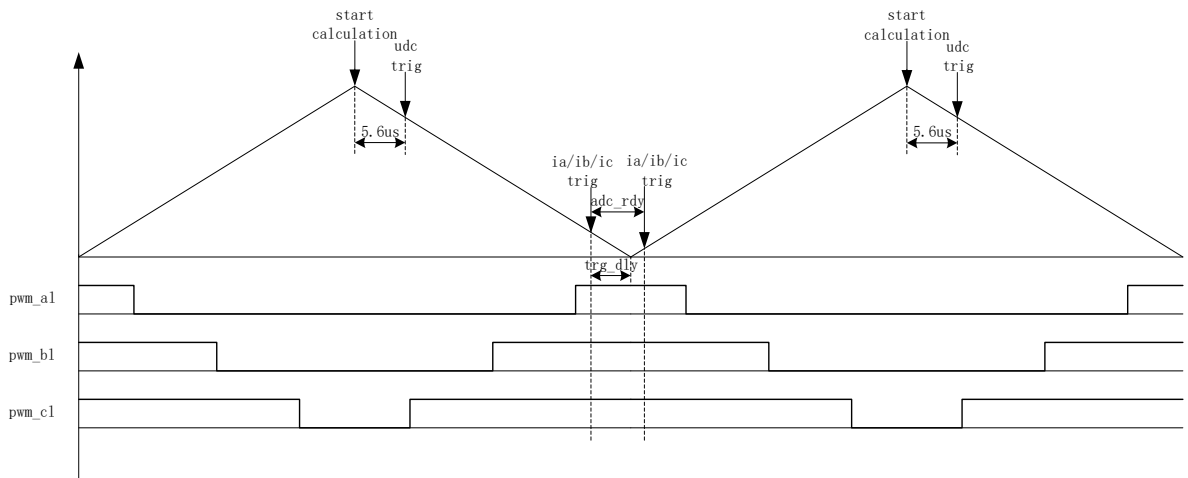 start
calculation
udc
trig
5.6us
ia/ib/ic
trig
adc_rdy
ia/ib/ic
trig
trg_dly
start
calculation
udc
trig
5.6us
pwm_al
pwm_bl
pwm_cl